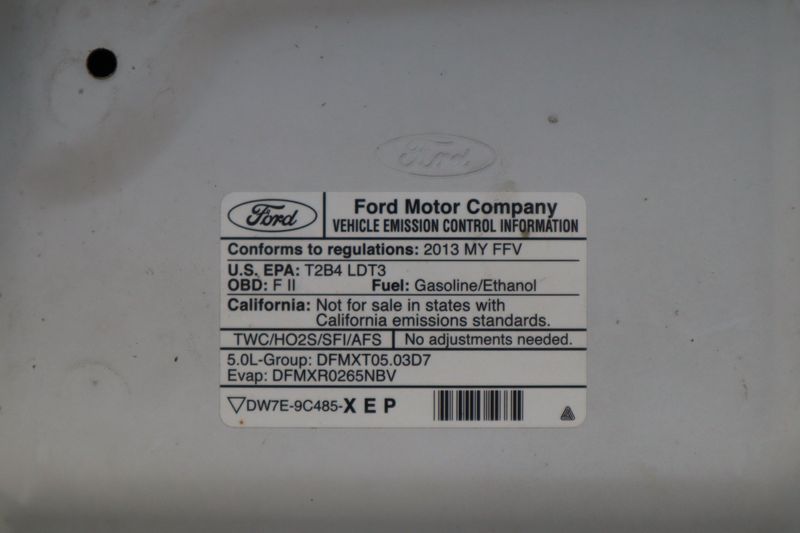 Ford
Ford
Ford Motor Company
VEHICLE EMISSION CONTROL INFORMATION
Conforms to regulations: 2013 MY FFV
U.S. EPA: T2B4 LDT3
OBD: F II Fuel: Gasoline/Ethanol
California: Not for sale in states with
California emissions standards.
TWC/HO2S/SFI/AFS No adjustments needed.
5.0L-Group: DFMXT05.03D7
Evap: DFMXR0265NBV
DW7E-9C485-XEP